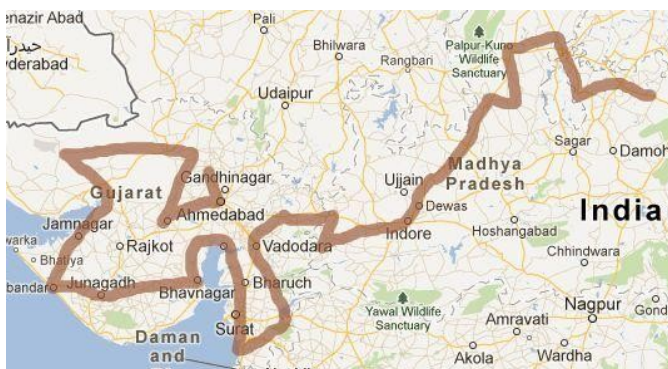 enazir Abad
حيدرآ
yderabad
Pali
Bhilwara
Rangbari
Palpur-Kuno
Wildlife
Sanctuary
Udaipur
Sagar
Damoh
Gandhinagar
Gujarat
Ahmedabad
Ujjain
Madhya
Pradesh
Dewas
India
Jamnagar
warka
Bhatiya
Rajkot
Vadodara
Indore
Hoshangabad
Chhindwara
bandar
Junagadh
Bhavnagar
Bharuch
Surat
Daman
and
Yawal Wildlife
Sanctuary
Nagpur
Gond
Amravati
Akola
Wardha